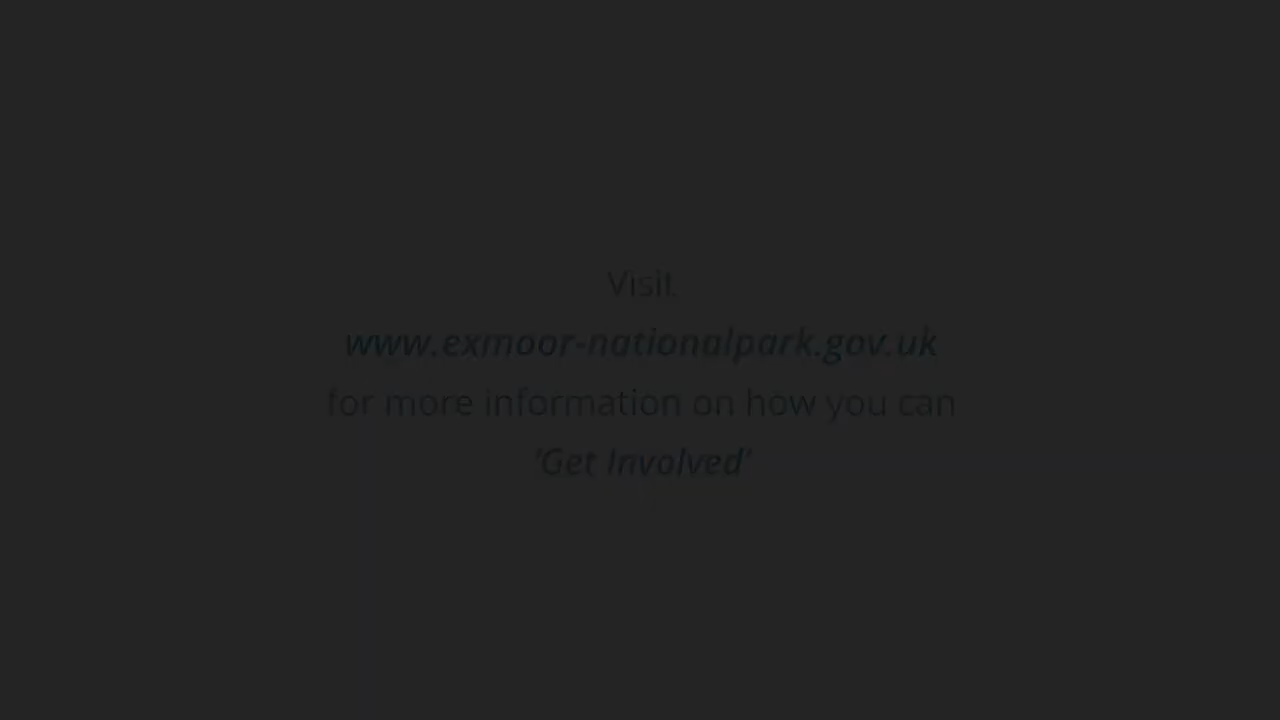 Visit
www.exmoor-nationalpark.gov.uk
for more information on how you can
'Get Involved'